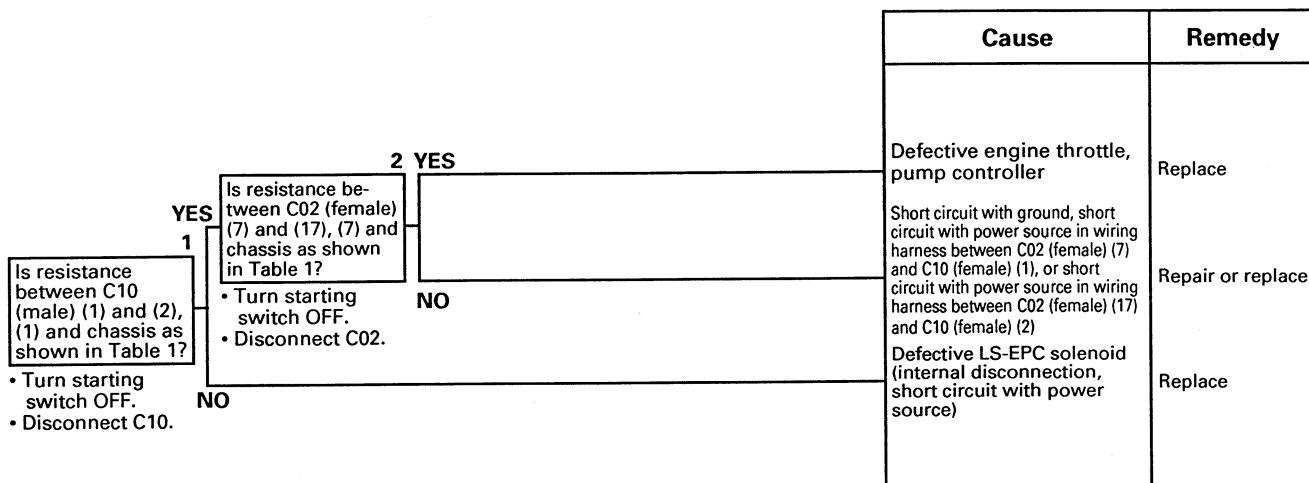 Cause
Remedy
1
Is resistance
between C10
(male) (1) and (2),
(1) and chassis as
shown in Table 1?
• Turn starting
switch OFF.
• Disconnect C10.
YES
NO
2
Is resistance be-
tween C02 (female)
(7) and (17), (7) and
chassis as shown
in Table 1?
• Turn starting
switch OFF.
• Disconnect C02.
YES
NO
Defective engine throttle,
pump controller
Replace
Short circuit with ground, short
circuit with power source in wiring
harness between C02 (female) (7)
and C10 (female) (1), or short
circuit with power source in wiring
harness between C02 (female) (17)
and C10 (female) (2)
Repair or replace
Defective LS-EPC solenoid
(internal disconnection,
short circuit with power
source)
Replace